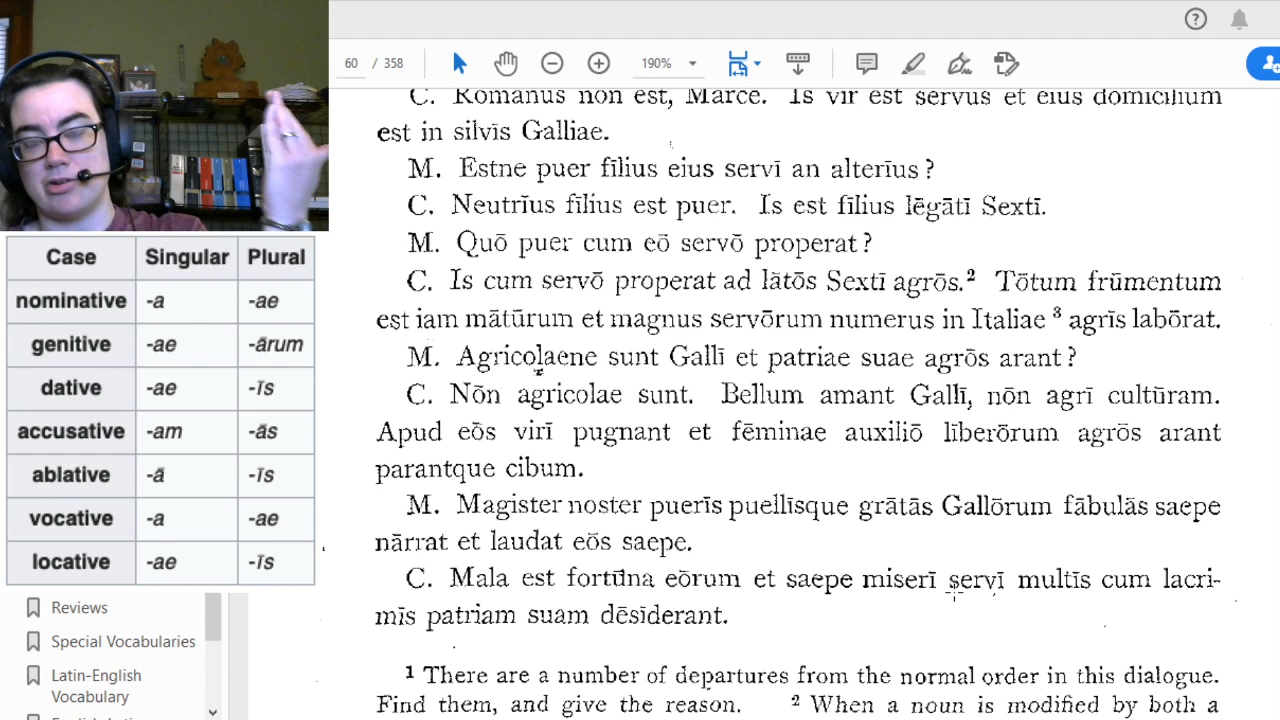 60 / 358
190%
C. Romanus non est, Marce. Is vir est servus et eius domicilium
est in silvīs Galliae.
M. Estne puer fīlius eius servī an alterīus?
C. Neutrīus fīlius est puer. Is est fīlius lēgātī Sextī.
M. Quō puer cum eō servō properat?
C. Is cum servō properat ad lātōs Sextī agrōs.² Tōtum frūmentum
est iam mātūrum et magnus servōrum numerus in Italiae ³ agrīs labōrat.
M. Agricolaene sunt Gallī et patriae suae agrōs arant?
C. Nōn agricolae sunt. Bellum amant Gallī, nōn agrī cultūram.
Apud eōs virī pugnant et fēminae auxiliō līberōrum agrōs arant
parantque cibum.
M. Magister noster puerīs puellīsque grātās Gallōrum fābulās saepe
nārrat et laudat eōs saepe.
C. Mala est fortūna eōrum et saepe miserī servī multīs cum lacri-
mīs patriam suam dēsīderant.
1 There are a number of departures from the normal order in this dialogue.
Find them, and give the reason. 2 When a noun is modified by both a
Case Singular Plural
nominative -a -ae
genitive -ae -ārum
dative -ae -īs
accusative -am -ās
ablative -ā -īs
vocative -a -ae
locative -ae -īs
Reviews
Special Vocabularies
Latin-English
Vocabulary